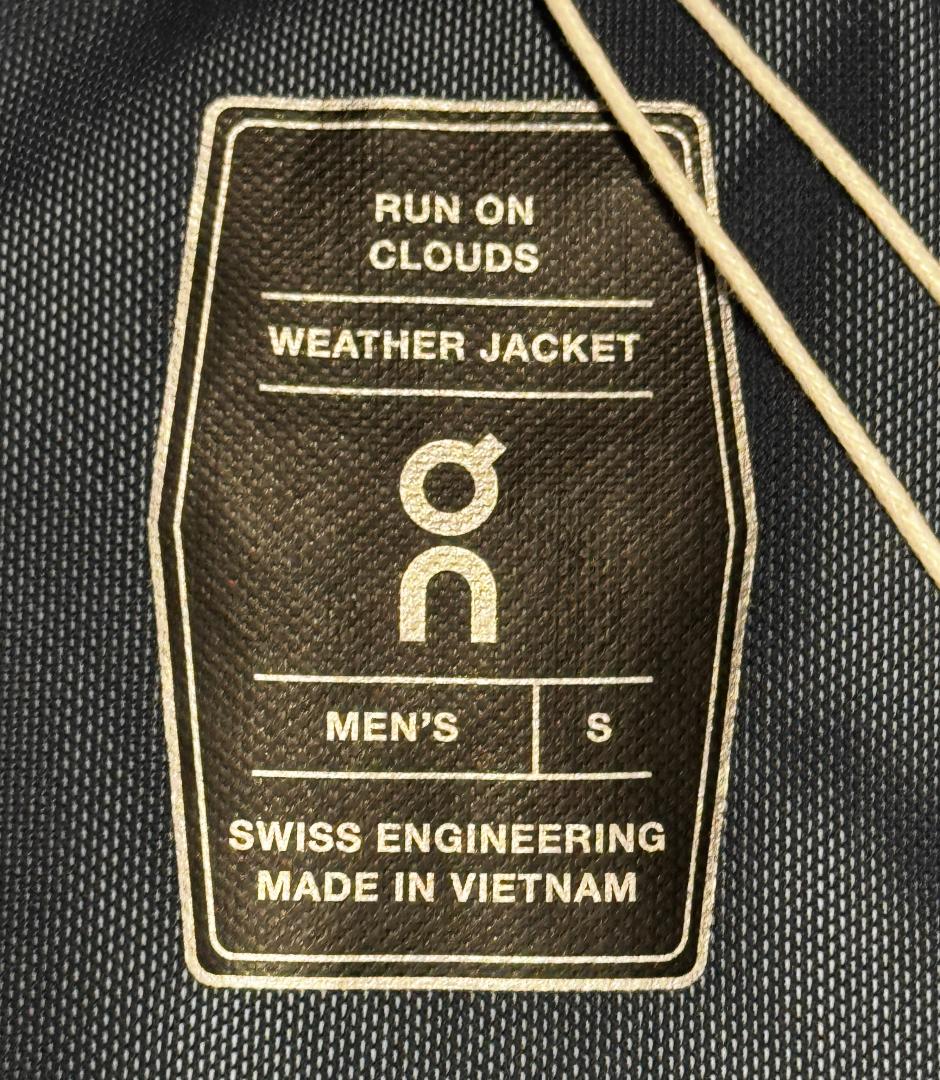 RUN ON
CLOUDS
WEATHER JACKET
On
MEN'S S
SWISS ENGINEERING
MADE IN VIETNAM